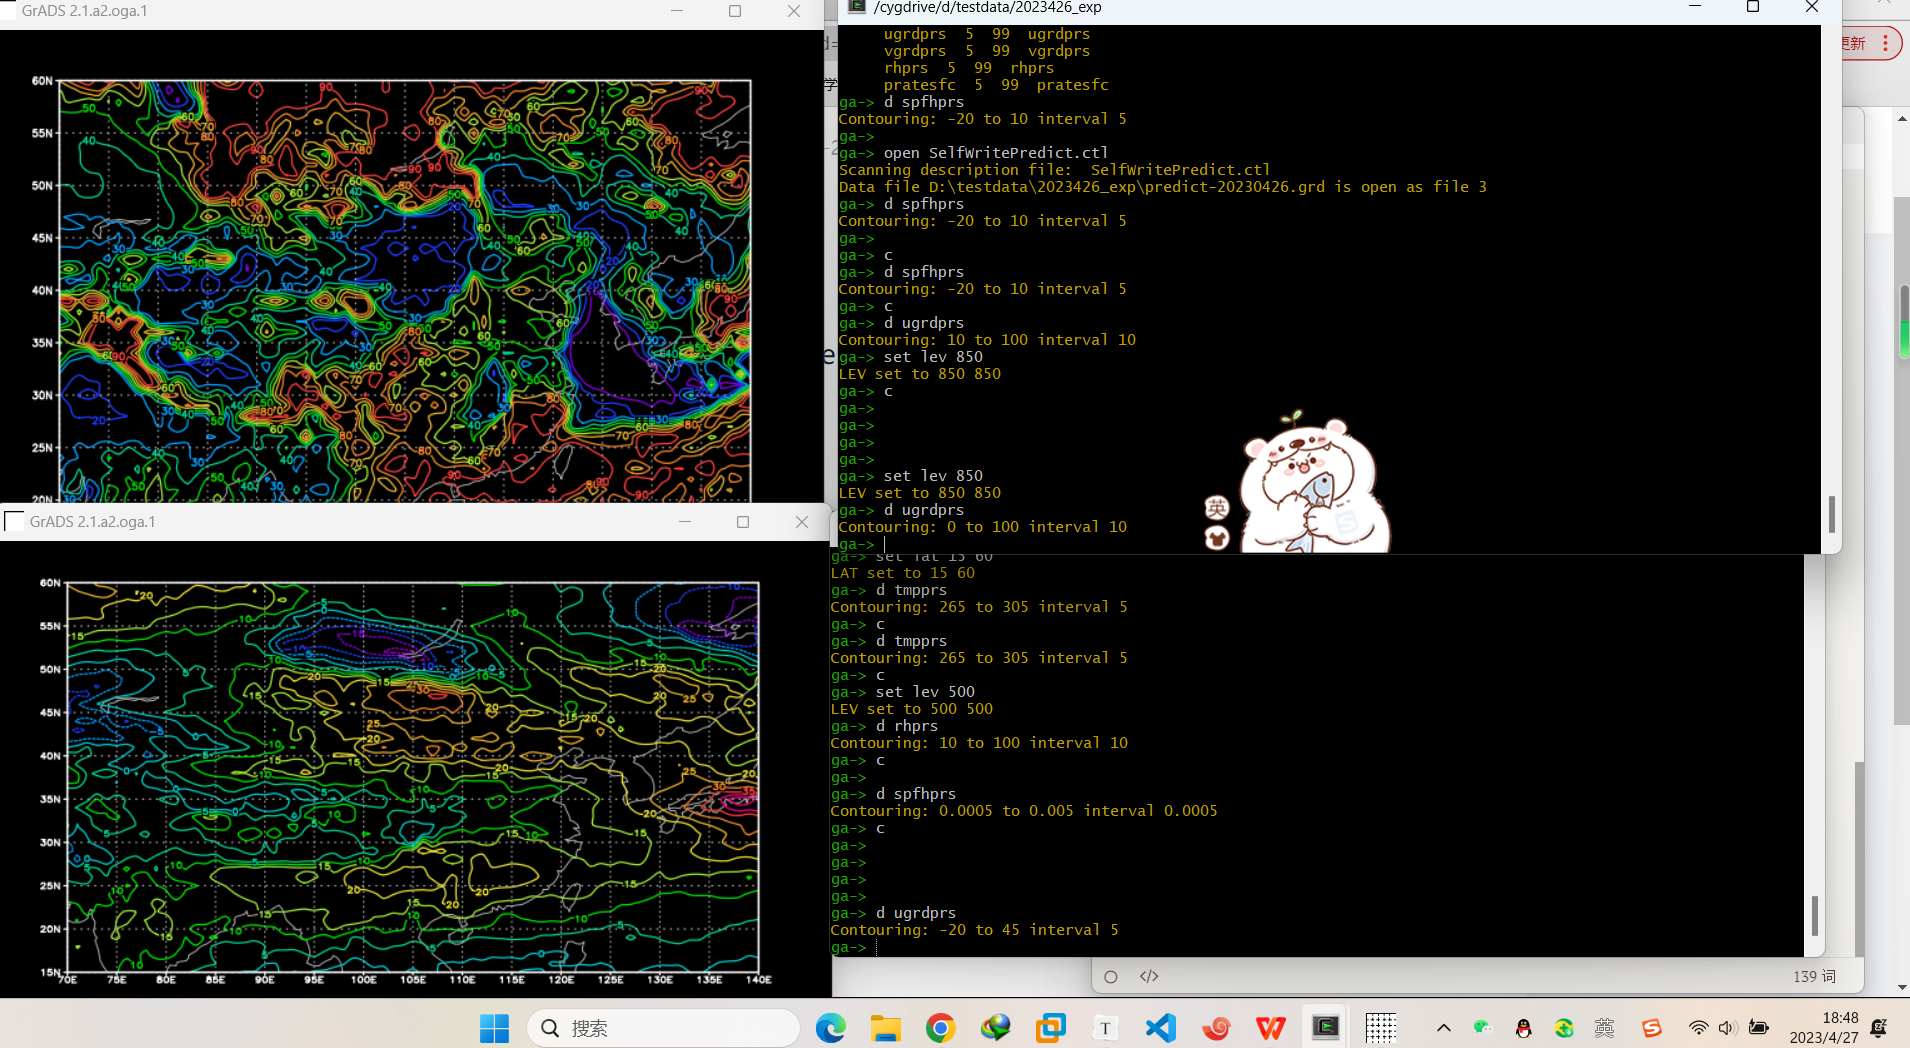 GrADS 2.1.a2.oga.1
60N
55N
50N
45N
40N
35N
30N
25N
20N
GrADS 2.1.a2.oga.1
60N
55N
50N
45N
40N
35N
30N
25N
20N
15N
70E 75E 80E 85E 90E 95E 100E 105E 110E 115E 120E 125E 130E 135E 140E
/cygdrive/d/testdata/2023426_exp
ugrdprs 5 99 ugrdprs
vgrdprs 5 99 vgrdprs
rhprs 5 99 rhprs
pratesfc 5 99 pratesfc
ga-> d spfhprs
Contouring: -20 to 10 interval 5
ga->
ga-> open SelfWritePredict.ctl
Scanning description file: SelfWritePredict.ctl
Data file D:\testdata\2023426_exp\predict-20230426.grd is open as file 3
ga-> d spfhprs
Contouring: -20 to 10 interval 5
ga->
ga-> c
ga-> d spfhprs
Contouring: -20 to 10 interval 5
ga-> c
ga-> d ugrdprs
Contouring: 10 to 100 interval 10
ga-> set lev 850
LEV set to 850 850
ga-> c
ga->
ga->
ga->
ga->
ga-> set lev 850
LEV set to 850 850
ga-> d ugrdprs
Contouring: 0 to 100 interval 10
ga->
英
ga-> set lat 15 60
LAT set to 15 60
ga-> d tmpprs
Contouring: 265 to 305 interval 5
ga-> c
ga-> d tmpprs
Contouring: 265 to 305 interval 5
ga-> c
ga-> set lev 500
LEV set to 500 500
ga-> d rhprs
Contouring: 10 to 100 interval 10
ga-> c
ga->
ga-> d spfhprs
Contouring: 0.0005 to 0.005 interval 0.0005
ga-> c
ga->
ga->
ga->
ga->
ga-> d ugrdprs
Contouring: -20 to 45 interval 5
ga->
更新
139 词
搜索
英
18:48
2023/4/27